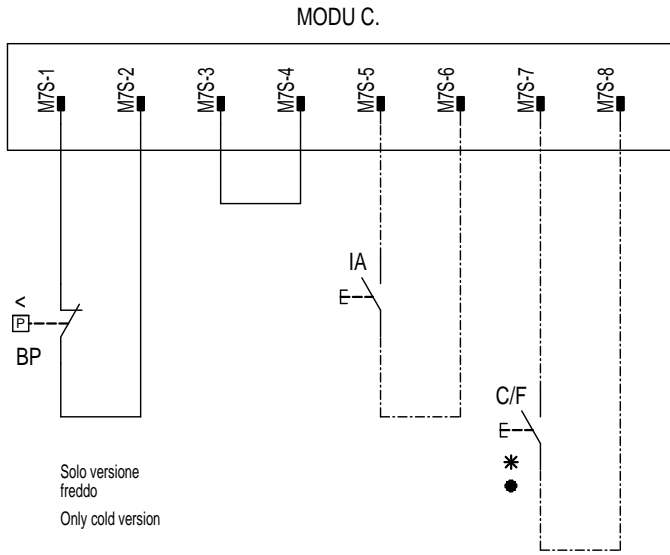 MODU C.
M7S-1
M7S-2
M7S-3
M7S-4
M7S-5
M7S-6
M7S-7
M7S-8
IA
<
P
BP
C/F
Solo versione
freddo
Only cold version